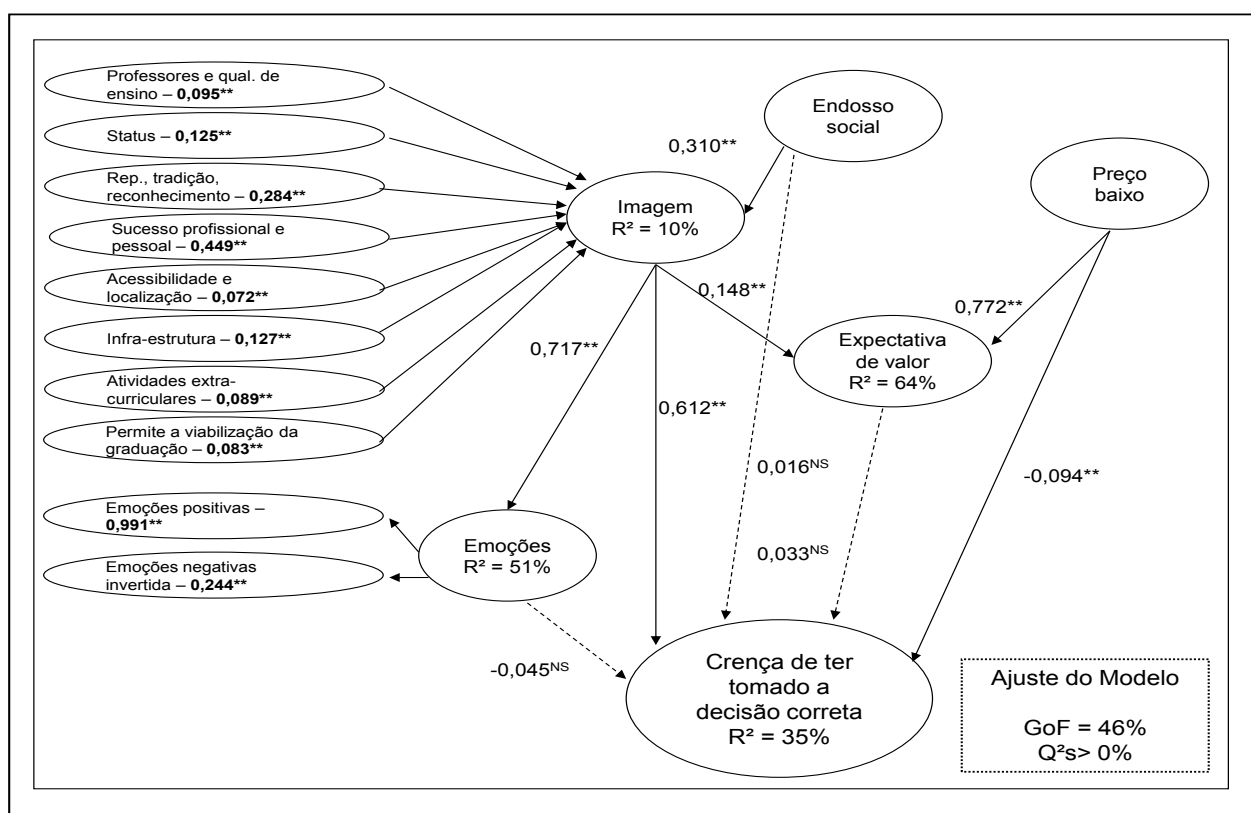 Professores e qual. de
ensino – 0,095**
Status – 0,125**
Rep., tradição,
reconhecimento – 0,284**
Sucesso profissional e
pessoal – 0,449**
Acessibilidade e
localização – 0,072**
Infra-estrutura – 0,127**
Atividades extra-
curriculares – 0,089**
Permite a viabilização da
graduação – 0,083**
Emoções positivas –
0,991**
Emoções negativas
invertida – 0,244**
Endosso
social
0,310**
Preço
baixo
Imagem
R² = 10%
0,148**
0,772**
0,717**
Expectativa
de valor
R² = 64%
0,612**
0,016NS
-0,094**
0,033NS
Emoções
R² = 51%
-0,045NS
Crença de ter
tomado a
decisão correta
R² = 35%
Ajuste do Modelo
GoF = 46%
Q²s> 0%